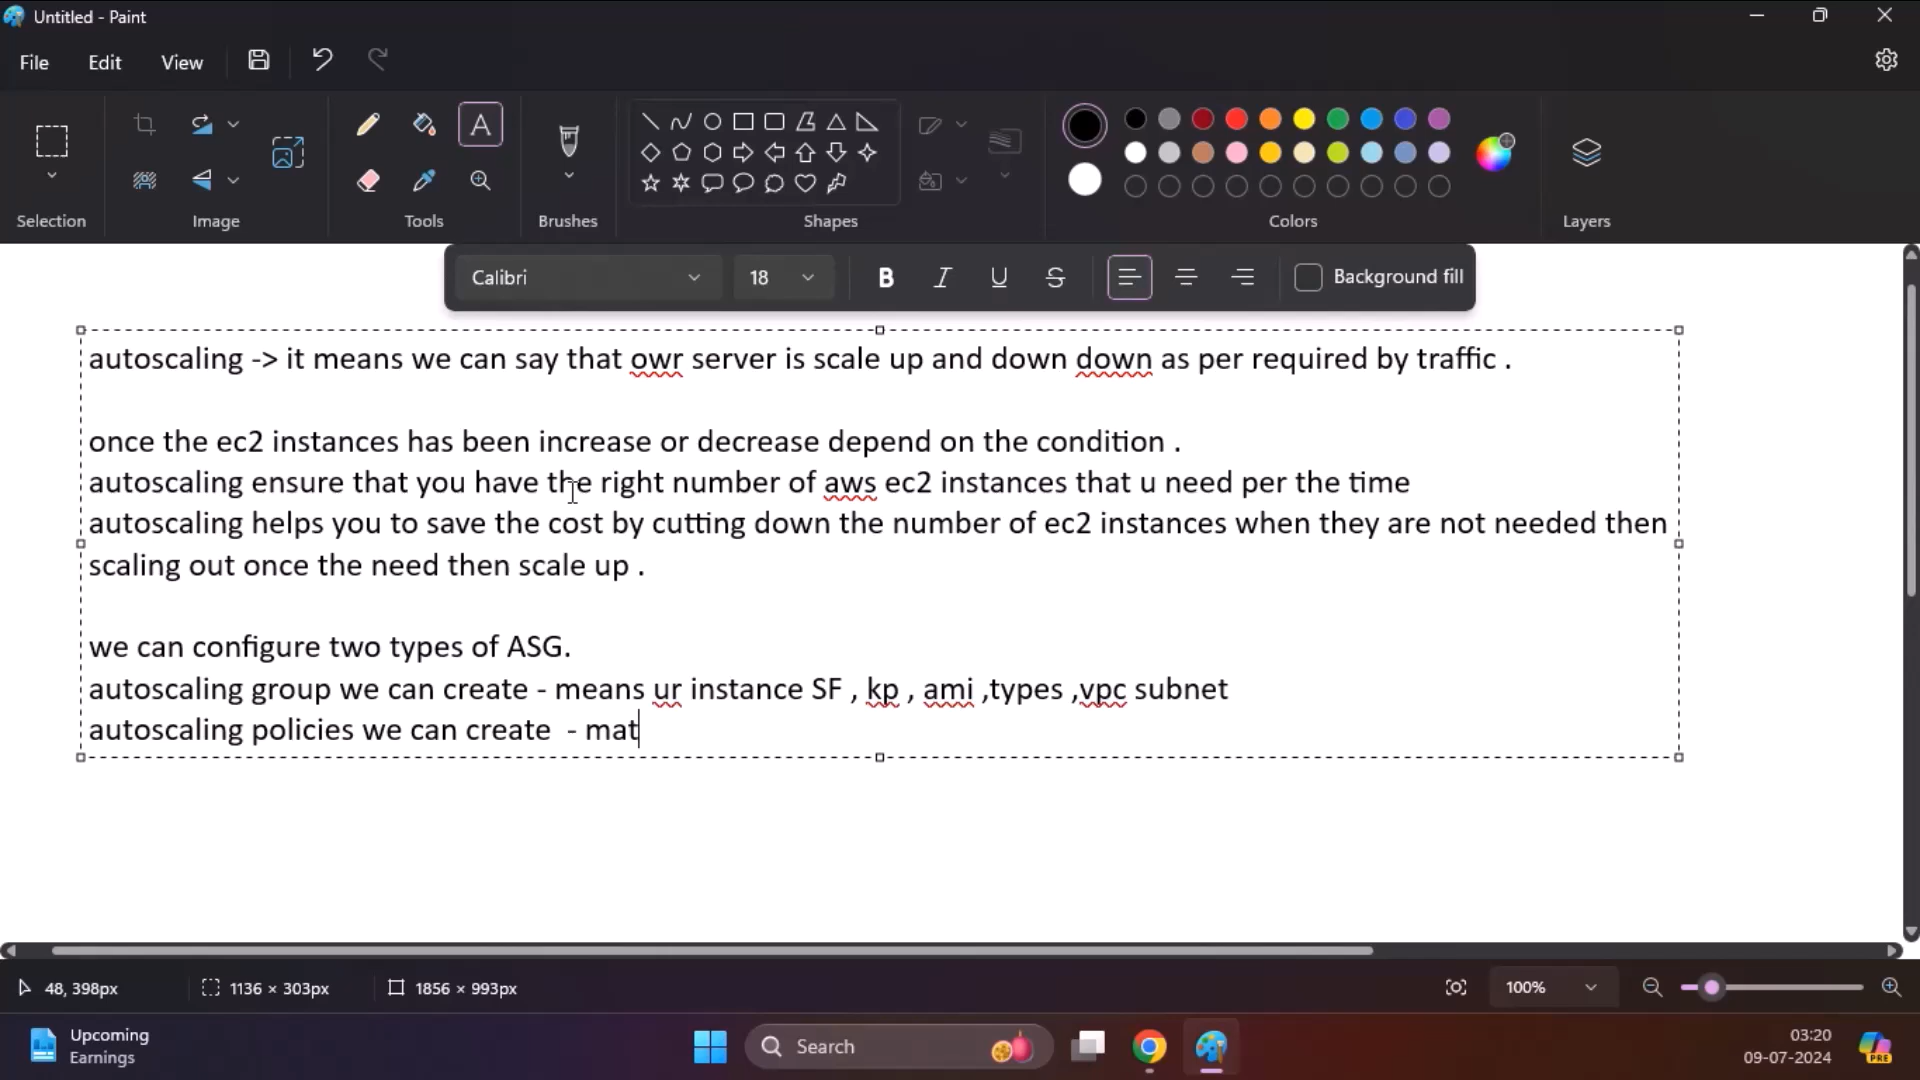 Untitled - Paint
File Edit View
Selection Image Tools Brushes Shapes Colors Layers
Calibri 18 B I U S Background fill
autoscaling -> it means we can say that owr server is scale up and down down as per required by traffic .
once the ec2 instances has been increase or decrease depend on the condition .
autoscaling ensure that you have the right number of aws ec2 instances that u need per the time
autoscaling helps you to save the cost by cutting down the number of ec2 instances when they are not needed then
scaling out once the need then scale up .
we can configure two types of ASG.
autoscaling group we can create - means ur instance SF , kp , ami ,types ,vpc subnet
autoscaling policies we can create  - mat
48, 398px 1136 × 303px 1856 × 993px 100%
Upcoming
Earnings
Search
03:20
09-07-2024
PRE